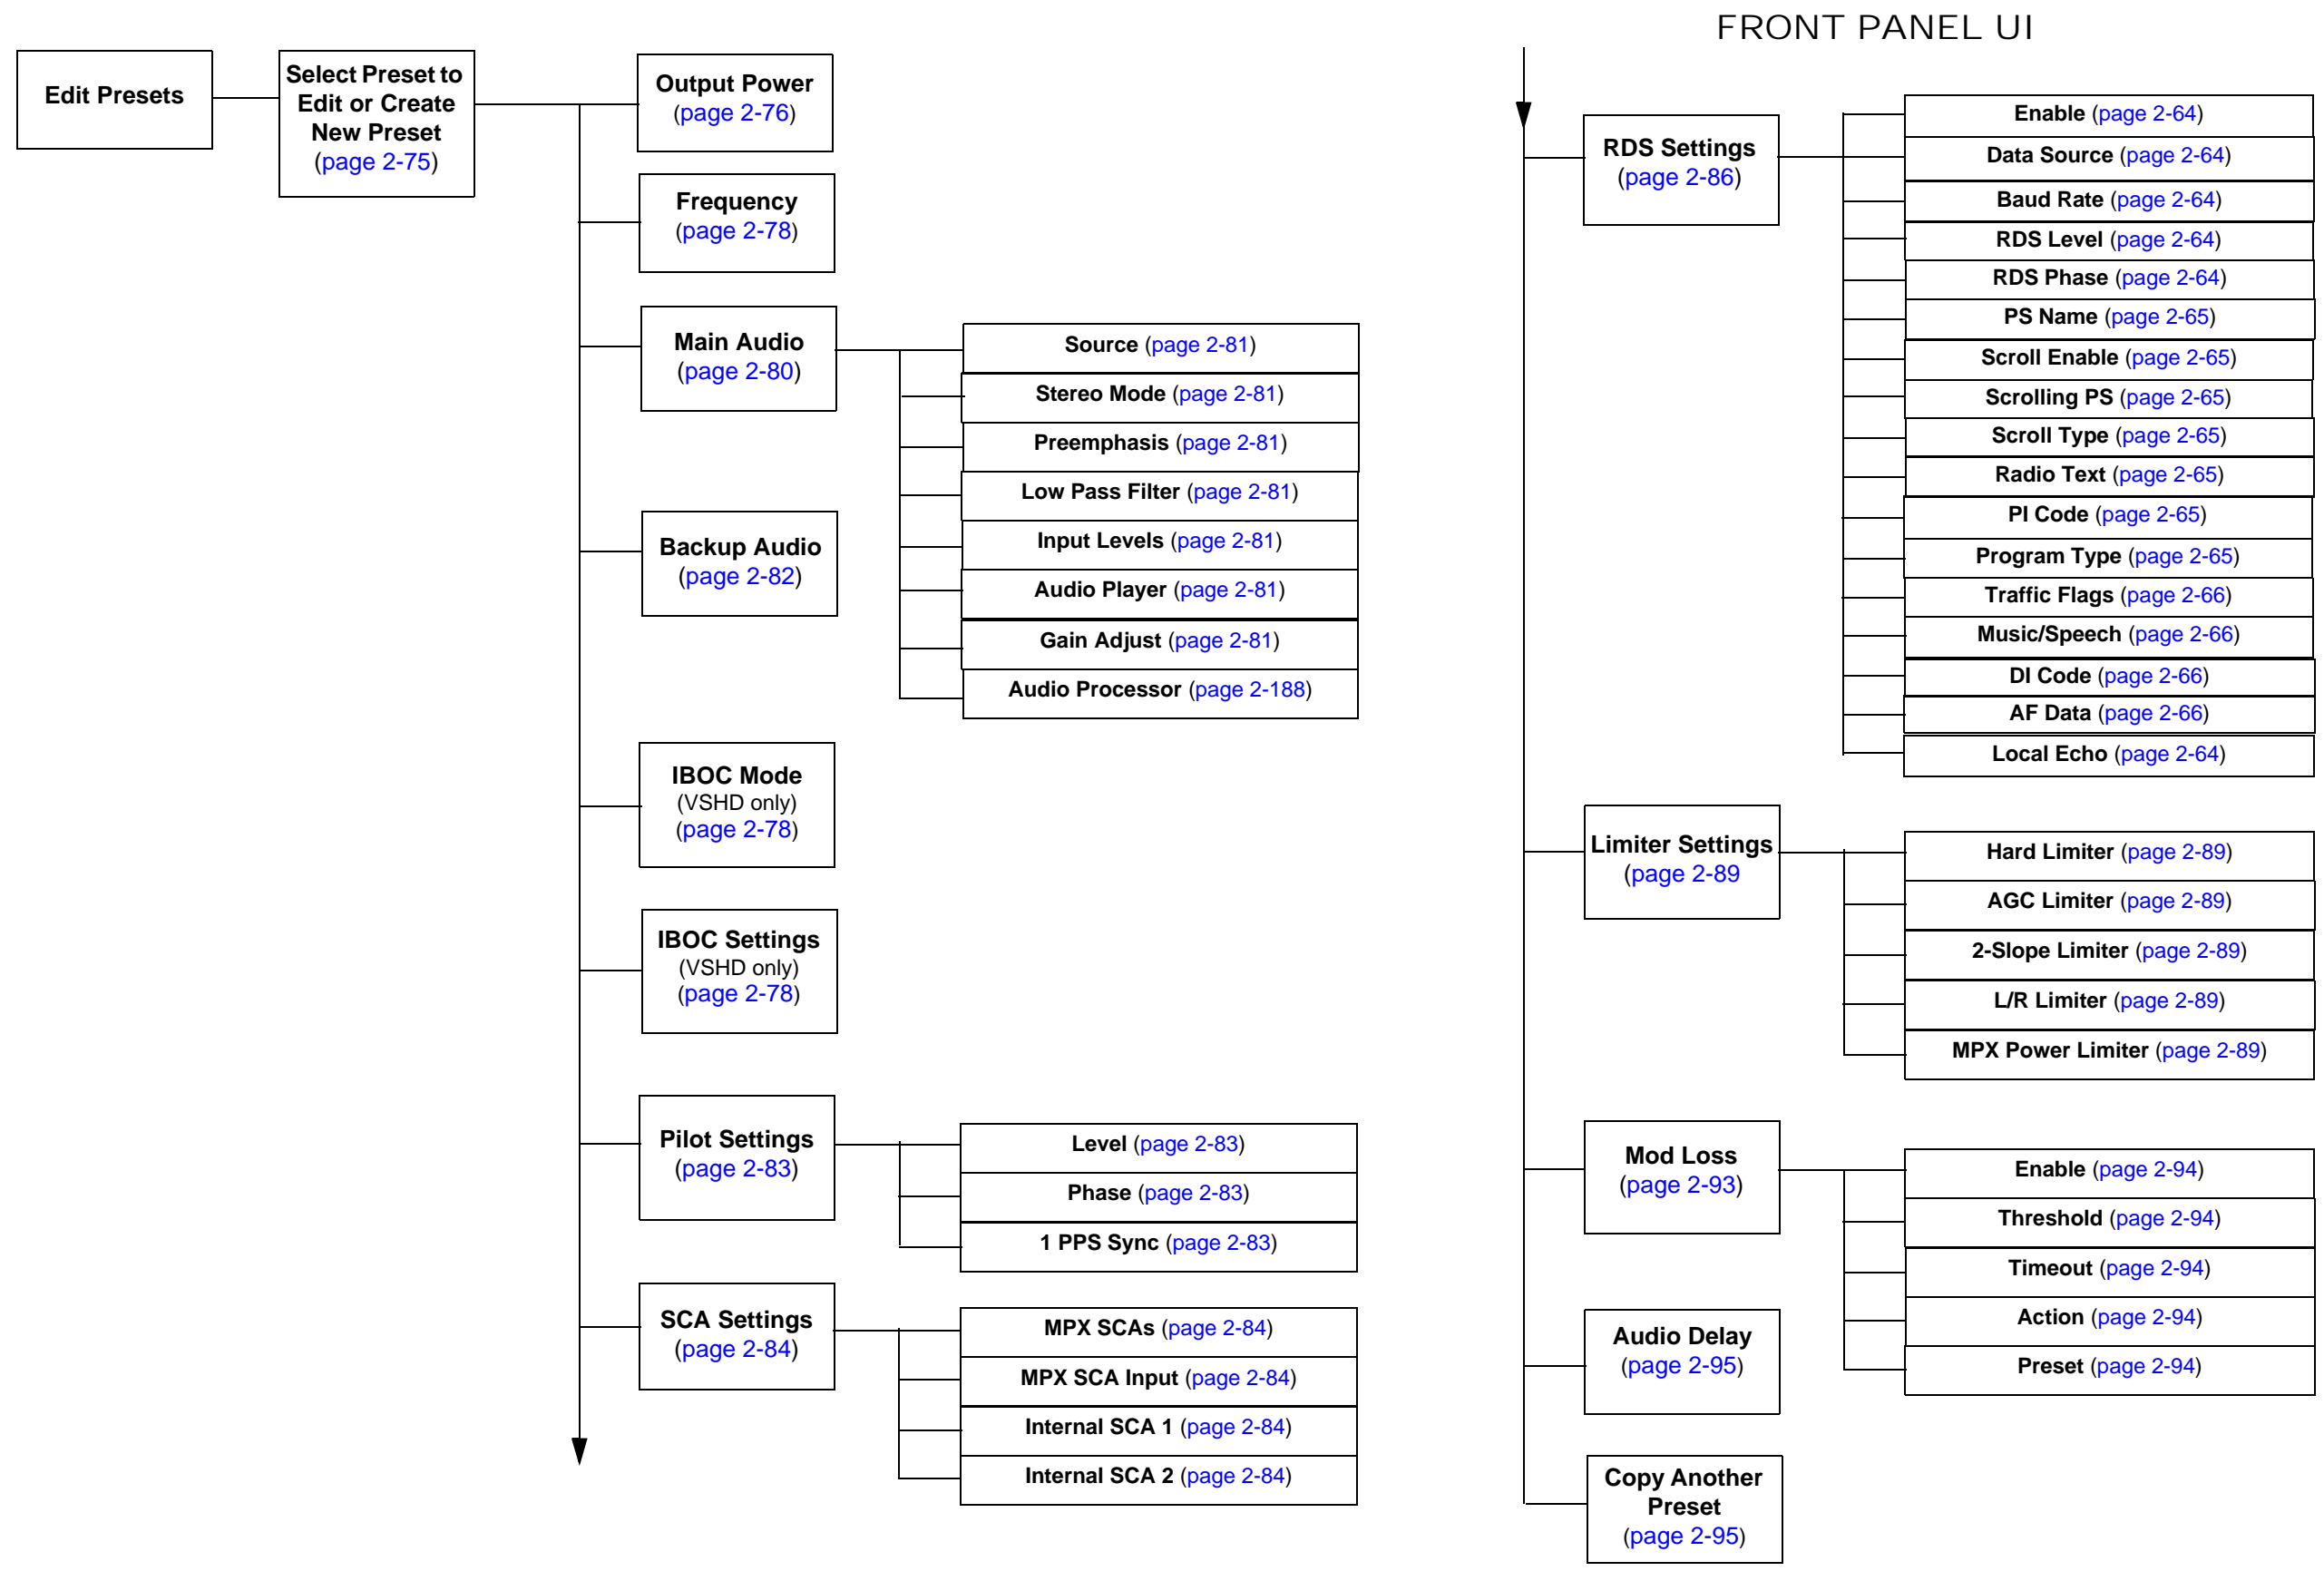 FRONT PANEL UI
Edit Presets
Select Preset to
Edit or Create
New Preset
(page 2-75)
Output Power
(page 2-76)
Frequency
(page 2-78)
Main Audio
(page 2-80)
Source (page 2-81)
Stereo Mode (page 2-81)
Preemphasis (page 2-81)
Low Pass Filter (page 2-81)
Input Levels (page 2-81)
Audio Player (page 2-81)
Gain Adjust (page 2-81)
Audio Processor (page 2-188)
Backup Audio
(page 2-82)
IBOC Mode
(VSHD only)
(page 2-78)
IBOC Settings
(VSHD only)
(page 2-78)
Pilot Settings
(page 2-83)
Level (page 2-83)
Phase (page 2-83)
1 PPS Sync (page 2-83)
SCA Settings
(page 2-84)
MPX SCAs (page 2-84)
MPX SCA Input (page 2-84)
Internal SCA 1 (page 2-84)
Internal SCA 2 (page 2-84)
RDS Settings
(page 2-86)
Enable (page 2-64)
Data Source (page 2-64)
Baud Rate (page 2-64)
RDS Level (page 2-64)
RDS Phase (page 2-64)
PS Name (page 2-65)
Scroll Enable (page 2-65)
Scrolling PS (page 2-65)
Scroll Type (page 2-65)
Radio Text (page 2-65)
PI Code (page 2-65)
Program Type (page 2-65)
Traffic Flags (page 2-66)
Music/Speech (page 2-66)
DI Code (page 2-66)
AF Data (page 2-66)
Local Echo (page 2-64)
Limiter Settings
(page 2-89
Hard Limiter (page 2-89)
AGC Limiter (page 2-89)
2-Slope Limiter (page 2-89)
L/R Limiter (page 2-89)
MPX Power Limiter (page 2-89)
Mod Loss
(page 2-93)
Enable (page 2-94)
Threshold (page 2-94)
Timeout (page 2-94)
Action (page 2-94)
Preset (page 2-94)
Audio Delay
(page 2-95)
Copy Another
Preset
(page 2-95)